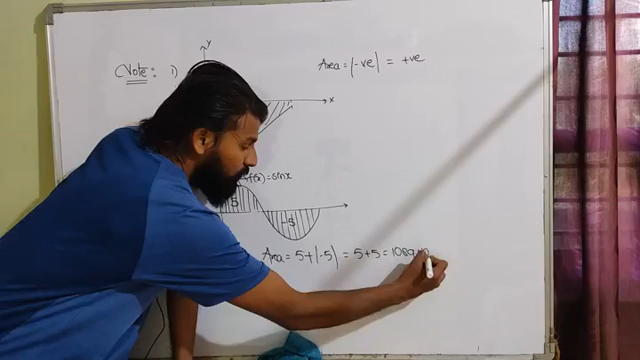 y
Note: 1) Area = |-ve| = +ve
x
f(x)=sinx
5
-5
Area = 5+|-5| = 5+5 = 10